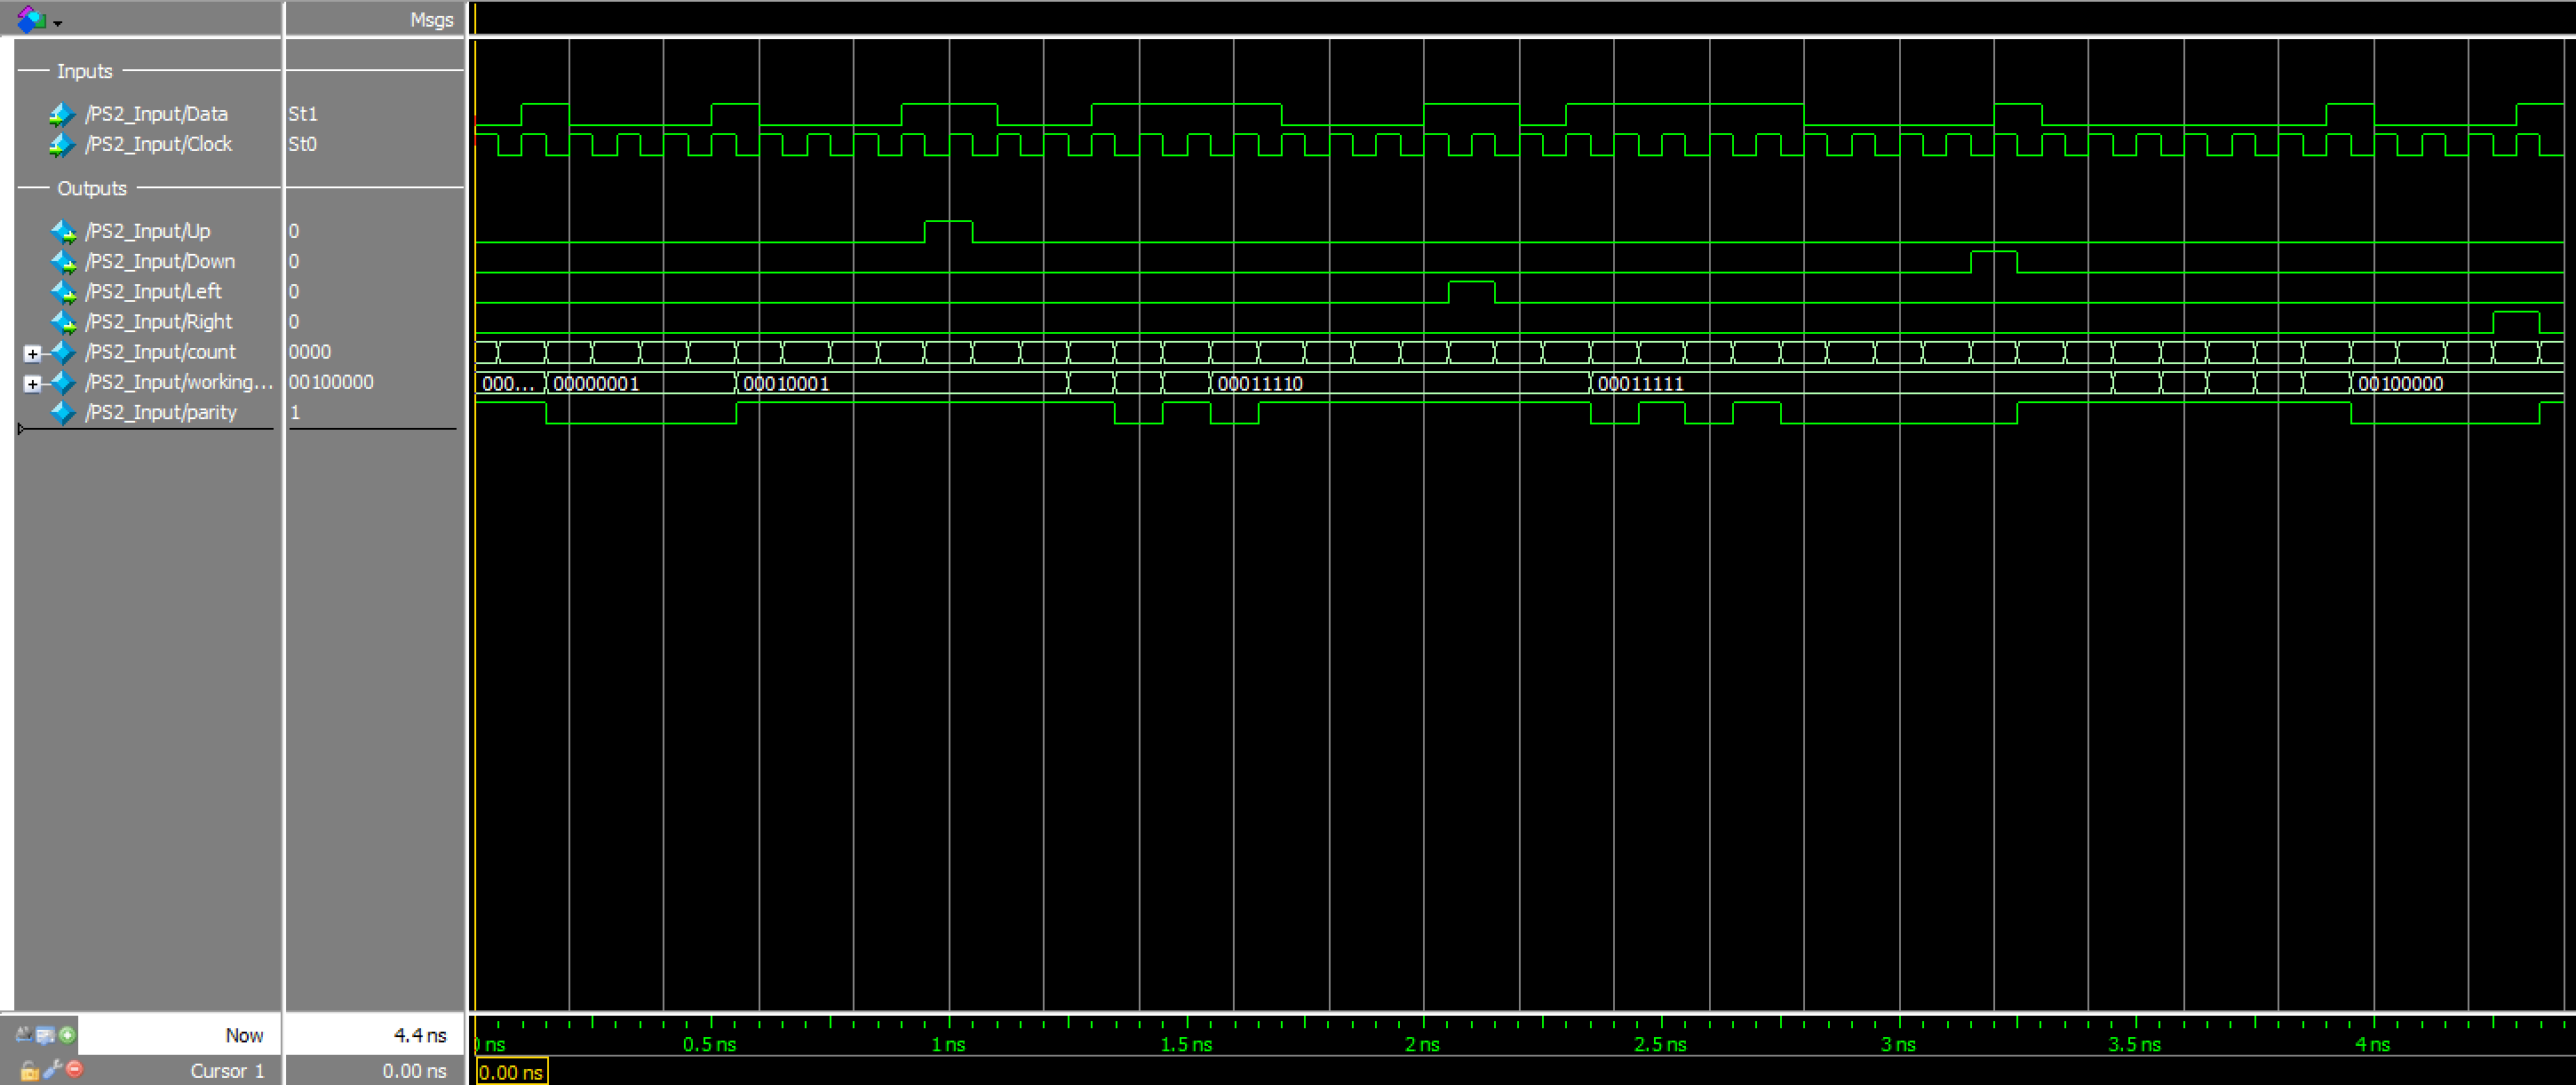 Msgs
Inputs
/PS2_Input/Data St1
/PS2_Input/Clock St0
Outputs
/PS2_Input/Up 0
/PS2_Input/Down 0
/PS2_Input/Left 0
/PS2_Input/Right 0
/PS2_Input/count 0000
/PS2_Input/working... 00100000 000... 00000001 00010001 00011110 00011111 00100000
/PS2_Input/parity 1
Now 4.4 ns
0 ns 0.5 ns 1 ns 1.5 ns 2 ns 2.5 ns 3 ns 3.5 ns 4 ns
Cursor 1 0.00 ns 0.00 ns